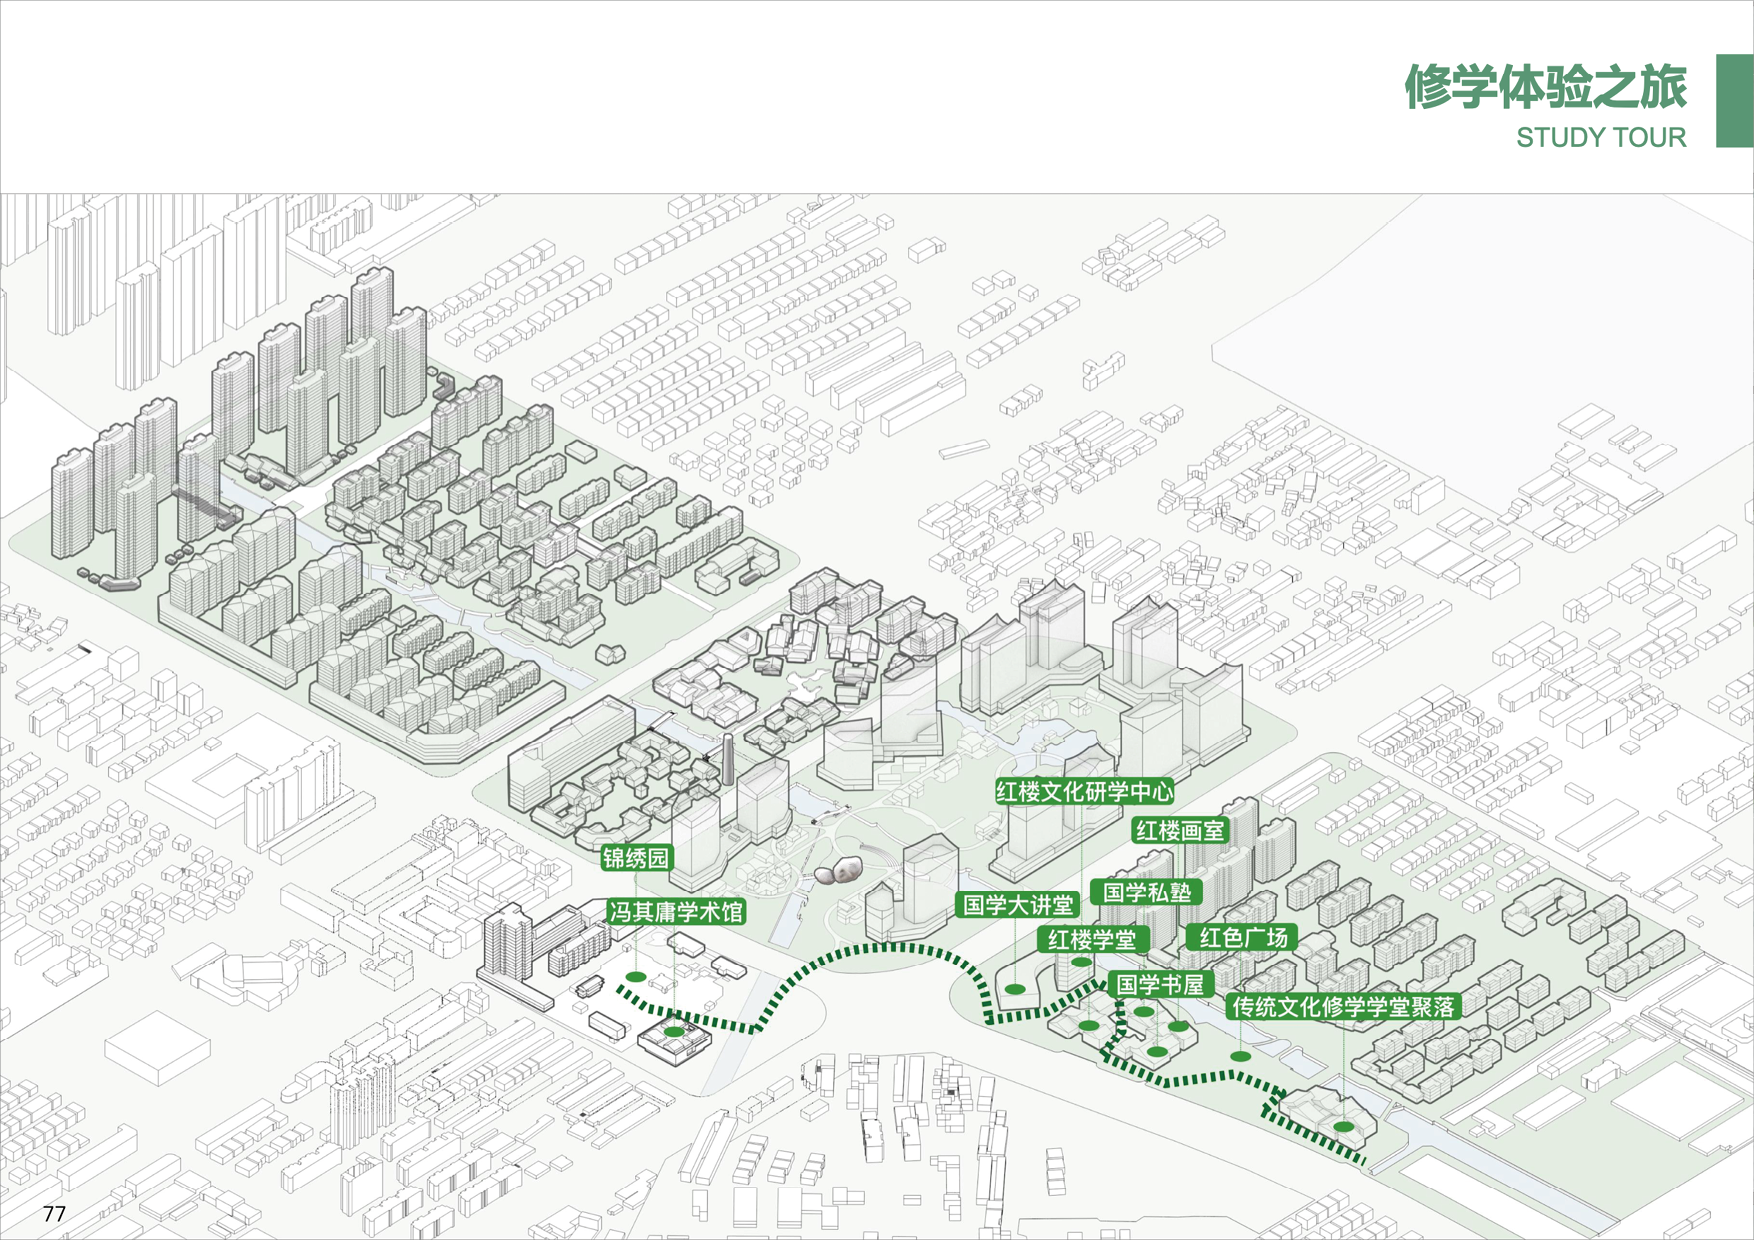 修学体验之旅
STUDY TOUR
红楼文化研学中心
红楼画室
锦绣园
国学私塾
国学大讲堂
冯其庸学术馆
红楼学堂
红色广场
国学书屋
传统文化修学学堂聚落
77